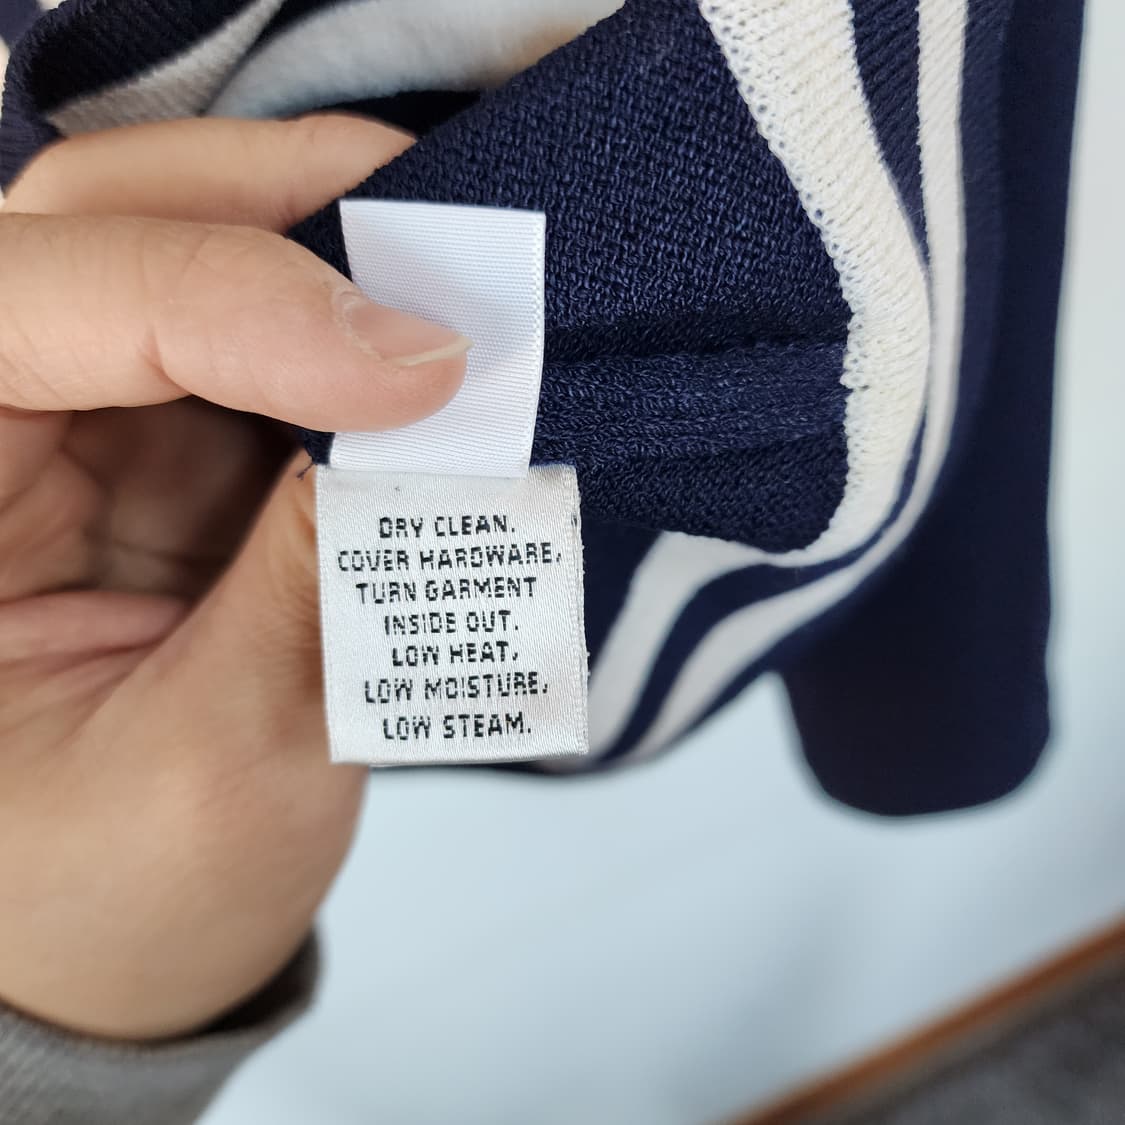 DRY CLEAN.
COVER HARDWARE,
TURN GARMENT
INSIDE OUT.
LOW HEAT,
LOW MOISTURE,
LOW STEAM.